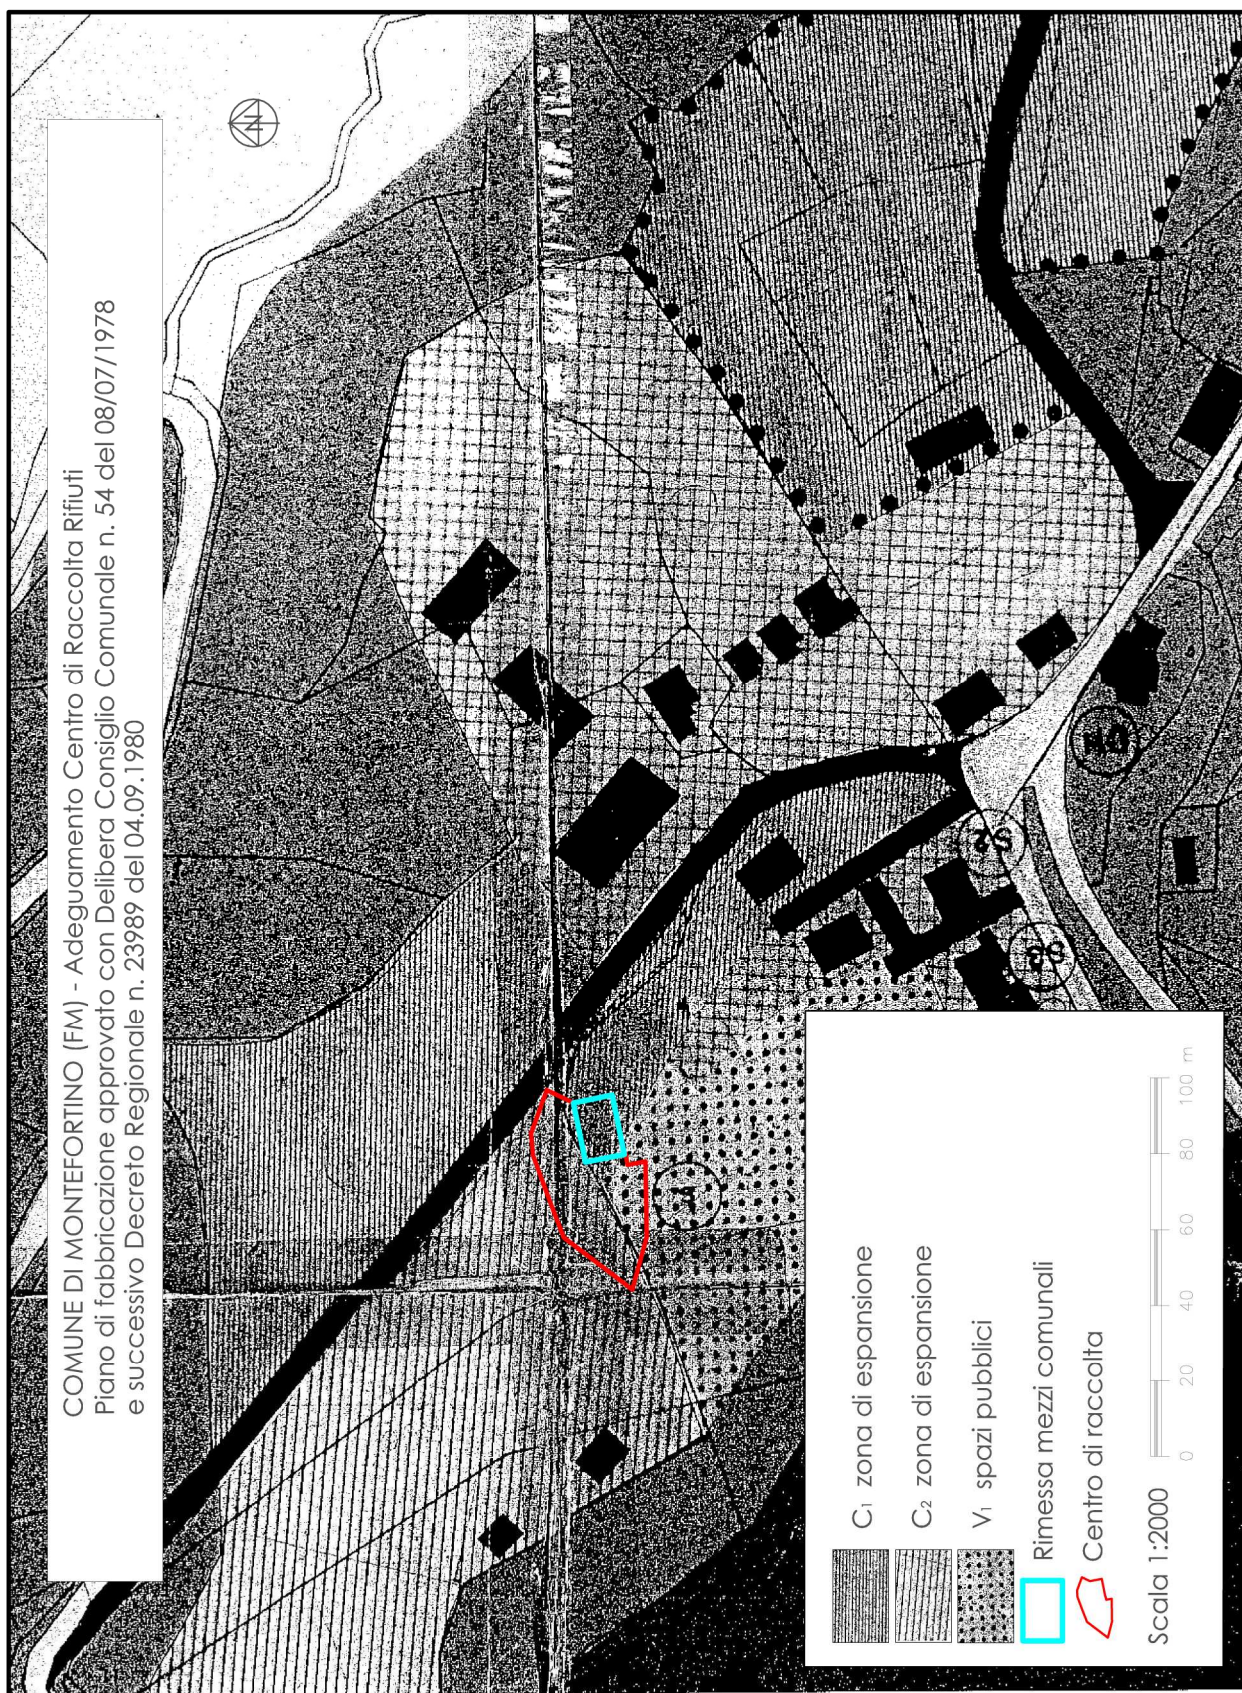 COMUNE DI MONTEFORTINO (FM) - Adeguamento Centro di Raccolta Rifiuti
Piano di fabbricazione approvato con Delibera Consiglio Comunale n. 54 del 08/07/1978
e successivo Decreto Regionale n. 23989 del 04.09.1980
N
S2
S3
C1 zona di espansione
C2 zona di espansione
V1 spazi pubblici
Rimessa mezzi comunali
Centro di raccolta
Scala 1:2000
0 20 40 60 80 100 m